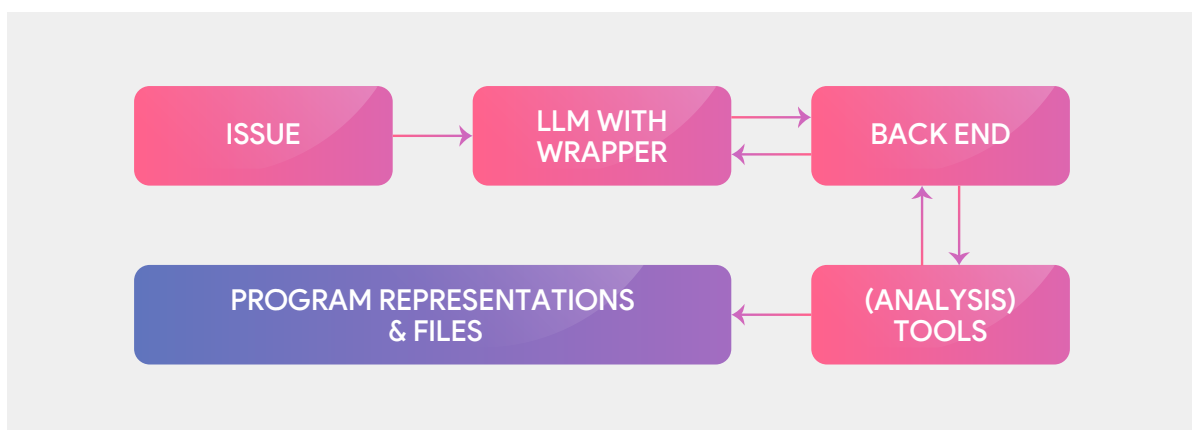 ISSUE
LLM WITH
WRAPPER
BACK END
PROGRAM REPRESENTATIONS
& FILES
(ANALYSIS)
TOOLS